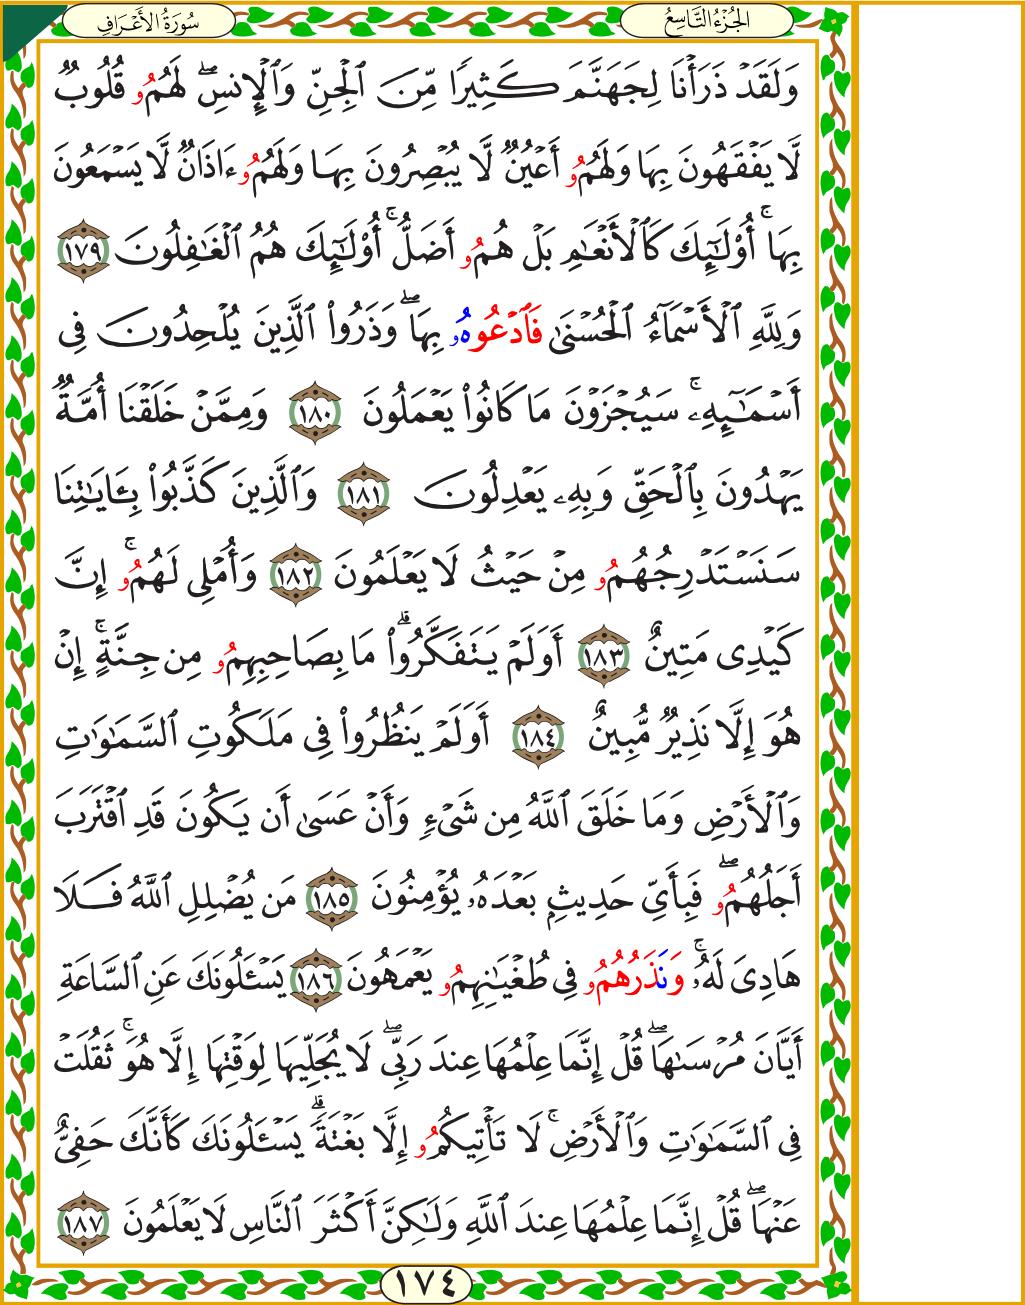 سُورَةُ الأَعْرَافِ
الجُزْءُ التَّاسِعُ
وَلَقَدْ ذَرَأْنَا لِجَهَنَّمَ كَثِيرًا مِّنَ ٱلْجِنِّ وَٱلْإِنسِۖ لَهُمُۥ قُلُوبٌ
لَّا يَفْقَهُونَ بِهَا وَلَهُمُۥ أَعْيُنٌ لَّا يُبْصِرُونَ بِهَا وَلَهُمُۥ ءَاذَانٌ لَّا يَسْمَعُونَ
بِهَاۚ أُوْلَٰٓئِكَ كَٱلْأَنْعَٰمِ بَلْ هُمُۥ أَضَلُّۚ أُوْلَٰٓئِكَ هُمُ ٱلْغَٰفِلُونَ ١٧٩
وَلِلَّهِ ٱلْأَسْمَآءُ ٱلْحُسْنَىٰ فَٱدْعُوهُۥ بِهَاۖ وَذَرُواْ ٱلَّذِينَ يُلْحِدُونَ فِى
أَسْمَٰٓئِهِۦۚ سَيُجْزَوْنَ مَا كَانُواْ يَعْمَلُونَ ١٨٠ وَمِمَّنْ خَلَقْنَا أُمَّةٌ
يَهْدُونَ بِٱلْحَقِّ وَبِهِۦ يَعْدِلُونَ ١٨١ وَٱلَّذِينَ كَذَّبُواْ بِـَٔايَٰتِنَا
سَنَسْتَدْرِجُهُمُۥ مِنْ حَيْثُ لَا يَعْلَمُونَ ١٨٢ وَأُمْلِى لَهُمُۥۚ إِنَّ
كَيْدِى مَتِينٌ ١٨٣ أَوَلَمْ يَتَفَكَّرُواْۗ مَا بِصَاحِبِهِمُۥ مِن جِنَّةٍۚ إِنْ
هُوَ إِلَّا نَذِيرٌ مُّبِينٌ ١٨٤ أَوَلَمْ يَنظُرُواْ فِى مَلَكُوتِ ٱلسَّمَٰوَٰتِ
وَٱلْأَرْضِ وَمَا خَلَقَ ٱللَّهُ مِن شَىْءٍ وَأَنْ عَسَىٰ أَن يَكُونَ قَدِ ٱقْتَرَبَ
أَجَلُهُمُۥۖ فَبِأَىِّ حَدِيثٍ بَعْدَهُۥ يُؤْمِنُونَ ١٨٥ مَن يُضْلِلِ ٱللَّهُ فَلَا
هَادِىَ لَهُۥۚ وَنَذَرُهُمُۥ فِى طُغْيَٰنِهِمُۥ يَعْمَهُونَ ١٨٦ يَسْـَٔلُونَكَ عَنِ ٱلسَّاعَةِ
أَيَّانَ مُرْسَىٰهَاۖ قُلْ إِنَّمَا عِلْمُهَا عِندَ رَبِّىۖ لَا يُجَلِّيهَا لِوَقْتِهَا إِلَّا هُوَۚ ثَقُلَتْ
فِى ٱلسَّمَٰوَٰتِ وَٱلْأَرْضِۚ لَا تَأْتِيكُمُۥ إِلَّا بَغْتَةًۗ يَسْـَٔلُونَكَ كَأَنَّكَ حَفِىٌّ
عَنْهَاۖ قُلْ إِنَّمَا عِلْمُهَا عِندَ ٱللَّهِ وَلَٰكِنَّ أَكْثَرَ ٱلنَّاسِ لَا يَعْلَمُونَ ١٨٧
١٧٤